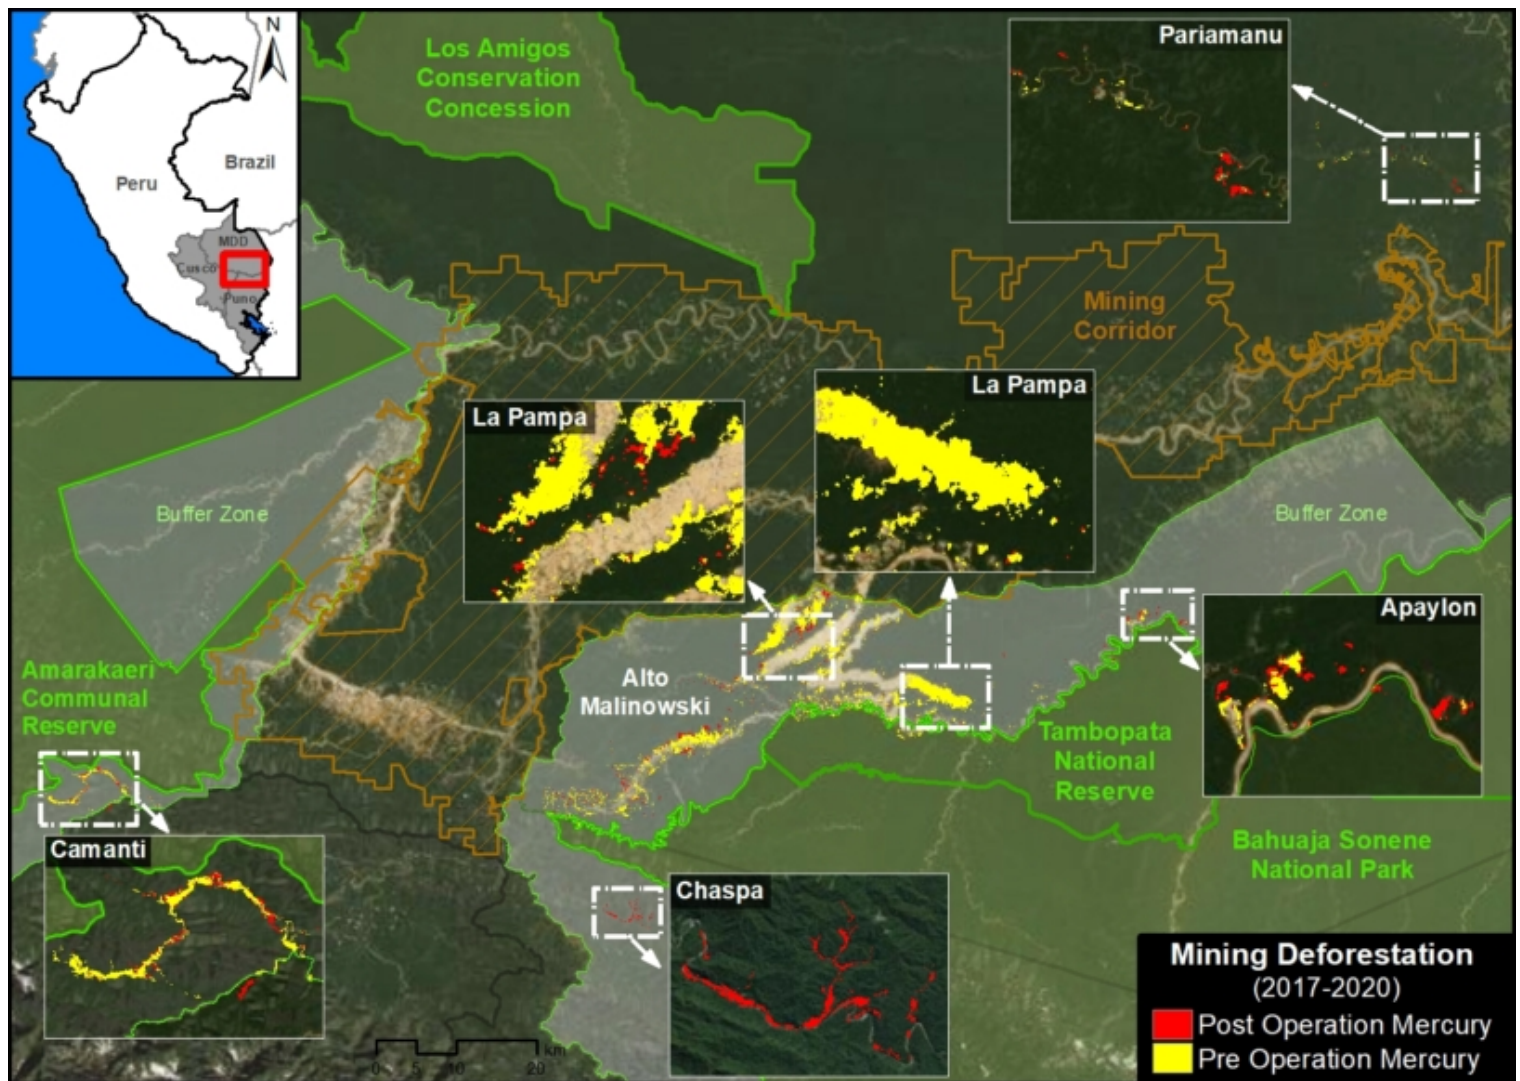 N
Peru
Brazil
MDD
Cusco
Puno
Los Amigos
Conservation
Concession
Pariamanu
Mining
Corridor
La Pampa
La Pampa
Buffer Zone
Buffer Zone
Apaylon
Amarakaeri
Communal
Reserve
Alto
Malinowski
Tambopata
National
Reserve
Bahuaja Sonene
National Park
Camanti
Chaspa
km
0 5 10 20
Mining Deforestation
(2017-2020)
Post Operation Mercury
Pre Operation Mercury